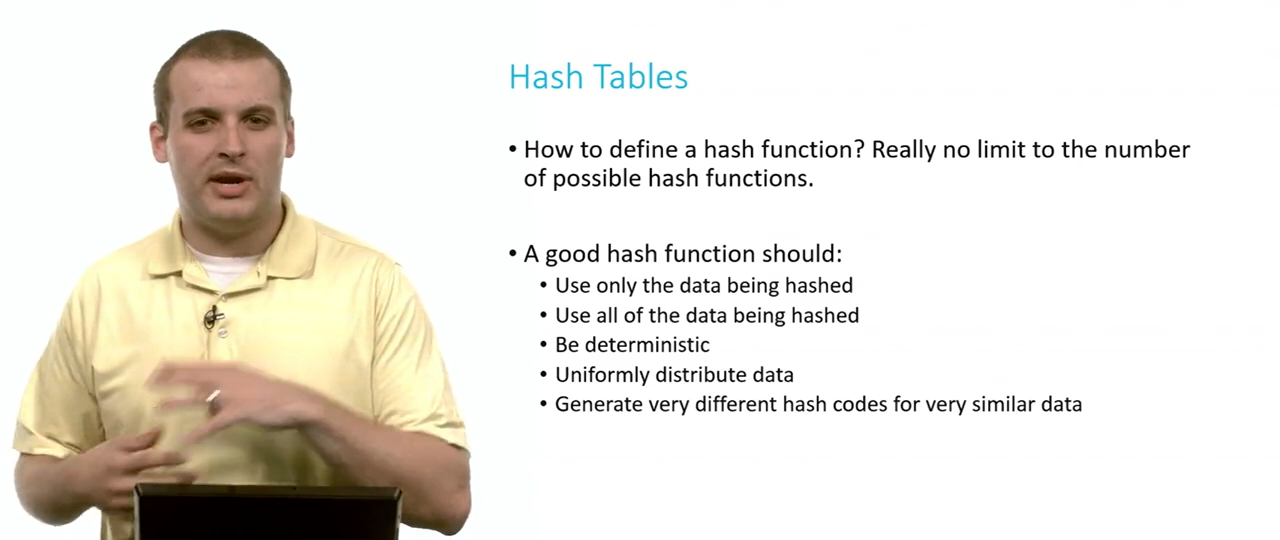 Hash Tables
• How to define a hash function? Really no limit to the number
of possible hash functions.
• A good hash function should:
• Use only the data being hashed
• Use all of the data being hashed
• Be deterministic
• Uniformly distribute data
• Generate very different hash codes for very similar data